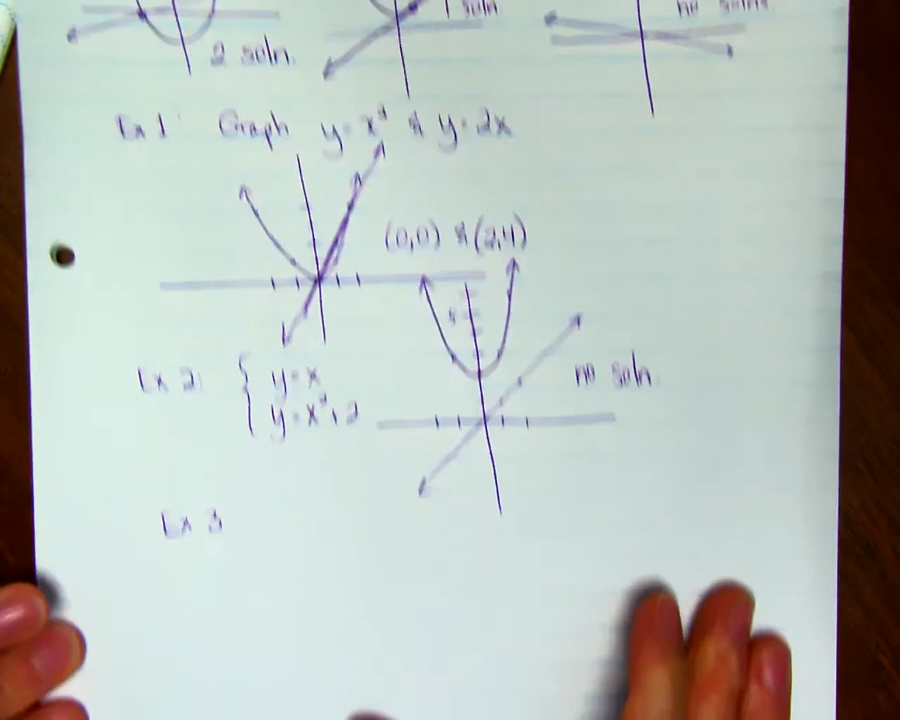 2 soln.
1 soln
no solns
Ex 1: Graph y = x² & y = 2x
(0,0) & (2,4)
Ex 2: { y = x
y = x² + 2
no soln.
Ex 3